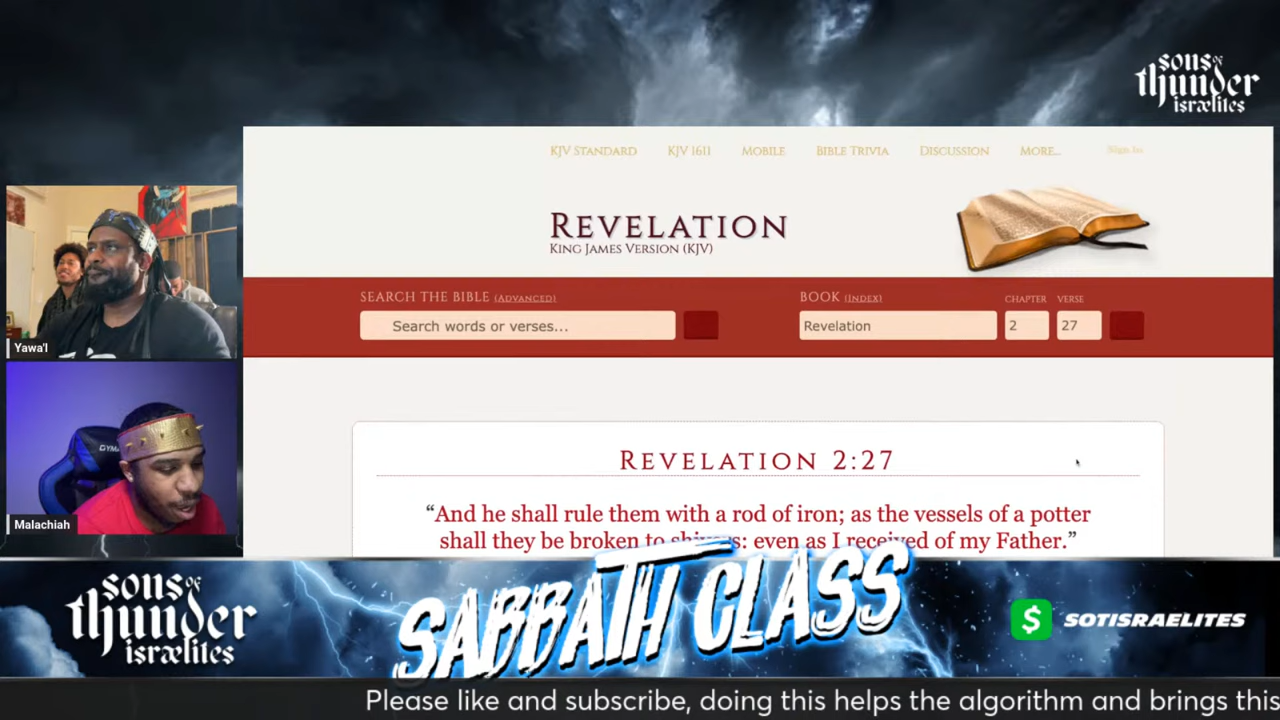 sons of
thunder
israelites
KJV STANDARD KJV 1611 MOBILE BIBLE TRIVIA DISCUSSION MORE... Sign In
REVELATION
KING JAMES VERSION (KJV)
SEARCH THE BIBLE (ADVANCED) BOOK (INDEX) CHAPTER VERSE
Search words or verses... Revelation 2 27
REVELATION 2:27
“And he shall rule them with a rod of iron; as the vessels of a potter
shall they be broken to shivers: even as I received of my Father.”
Yawa'l
Malachiah
sons of
thunder
israelites
SABBATH CLASS
$ SOTISRAELITES
Please like and subscribe, doing this helps the algorithm and brings this